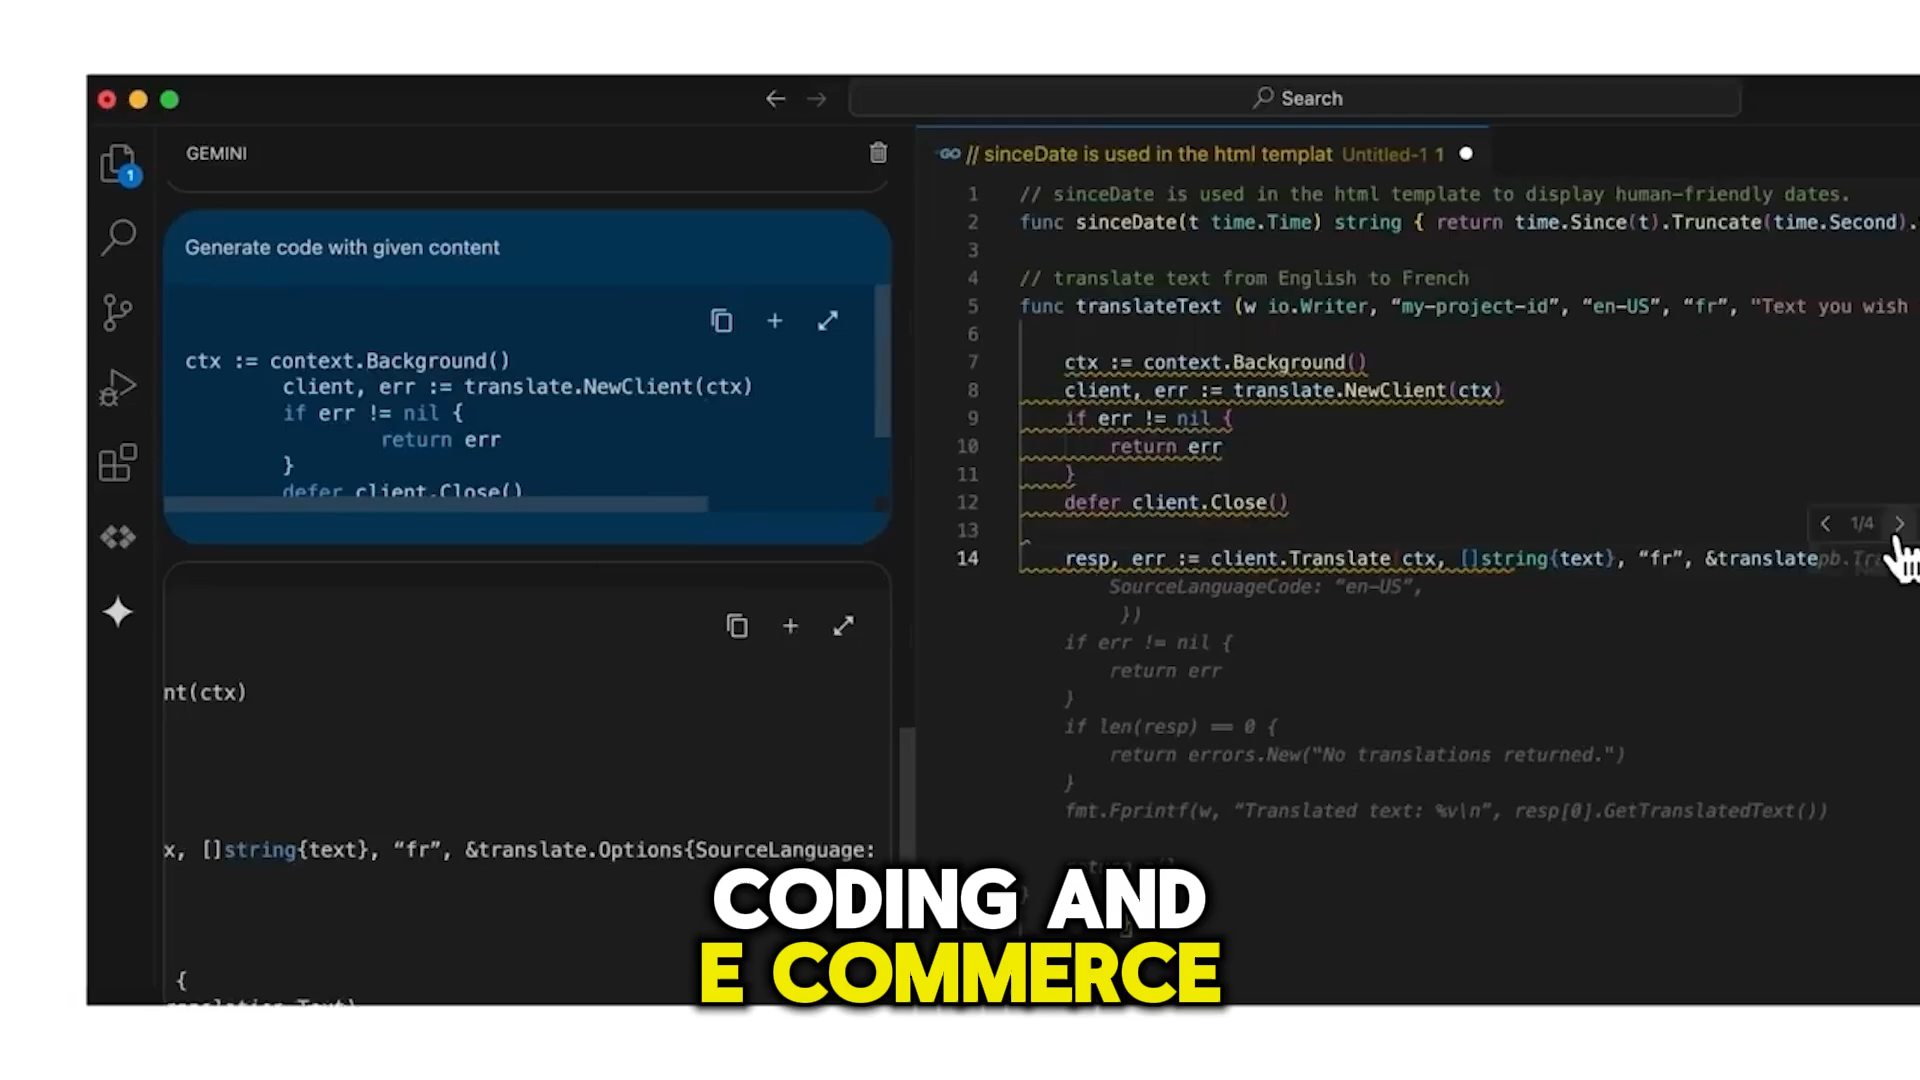 Search
GEMINI
1
Generate code with given content
ctx := context.Background()
client, err := translate.NewClient(ctx)
if err != nil {
return err
}
defer client.Close()
nt(ctx)
x, []string{text}, “fr”, &translate.Options{SourceLanguage:
{
GO // sinceDate is used in the html templat Untitled-1 1
1 // sinceDate is used in the html template to display human-friendly dates.
2 func sinceDate(t time.Time) string { return time.Since(t).Truncate(time.Second).
3
4 // translate text from English to French
5 func translateText (w io.Writer, “my-project-id”, “en-US”, “fr”, "Text you wish
6
7 ctx := context.Background()
8 client, err := translate.NewClient(ctx)
9 if err != nil {
10 return err
11 }
12 defer client.Close()
13
1/4
14 resp, err := client.Translate(ctx, []string{text}, “fr”, &translatepb.
SourceLanguageCode: “en-US”,
})
if err != nil {
return err
}
if len(resp) == 0 {
return errors.New("No translations returned.")
}
fmt.Fprintf(w, “Translated text: %v\n”, resp[0].GetTranslatedText())
CODING AND
E COMMERCE